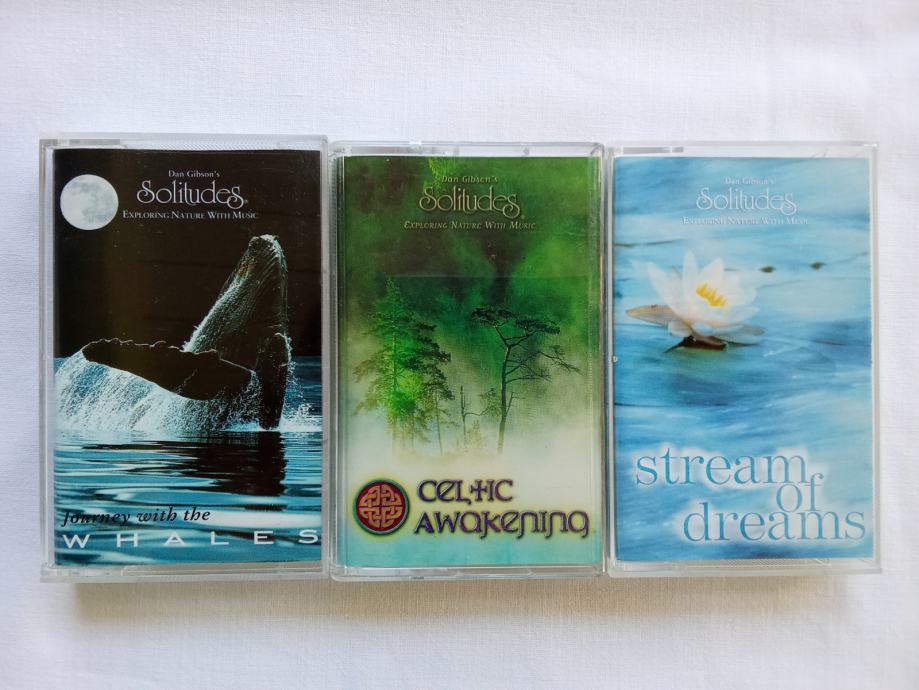 Dan Gibson's
Solitudes®
Exploring Nature With Music
Journey with the
WHALES
Dan Gibson's
Solitudes®
Exploring Nature With Music
Celtic
Awakening
Dan Gibson's
Solitudes®
Exploring Nature With Music
stream of
dreams